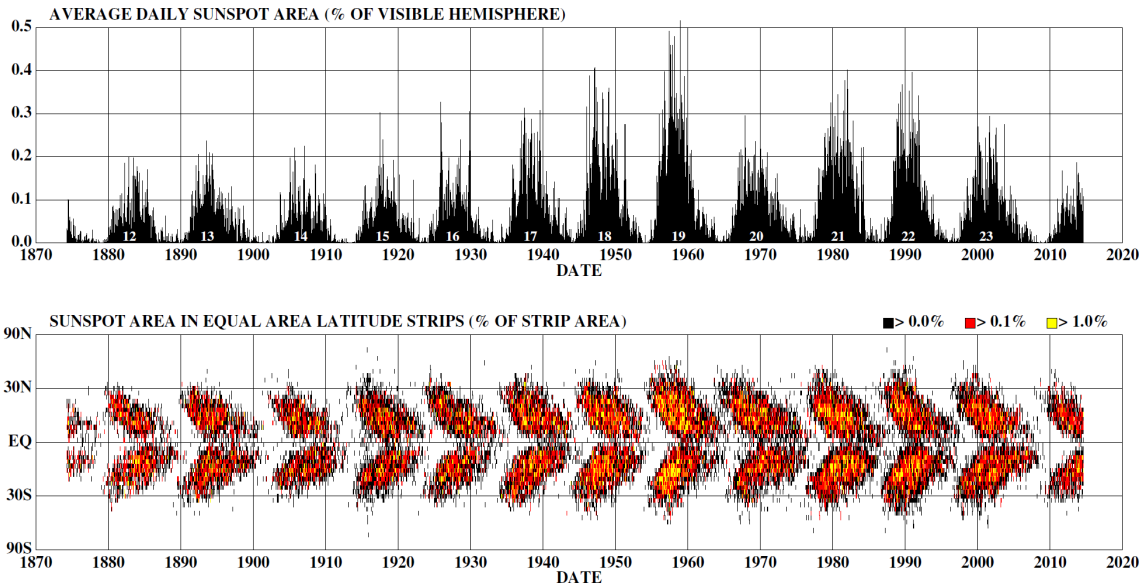 AVERAGE DAILY SUNSPOT AREA (% OF VISIBLE HEMISPHERE)
0.5
0.4
0.3
0.2
0.1
0.0
12 13 14 15 16 17 18 19 20 21 22 23
1870 1880 1890 1900 1910 1920 1930 1940 1950 1960 1970 1980 1990 2000 2010 2020
DATE
SUNSPOT AREA IN EQUAL AREA LATITUDE STRIPS (% OF STRIP AREA) > 0.0% > 0.1% > 1.0%
90N
30N
EQ
30S
90S
1870 1880 1890 1900 1910 1920 1930 1940 1950 1960 1970 1980 1990 2000 2010 2020
DATE